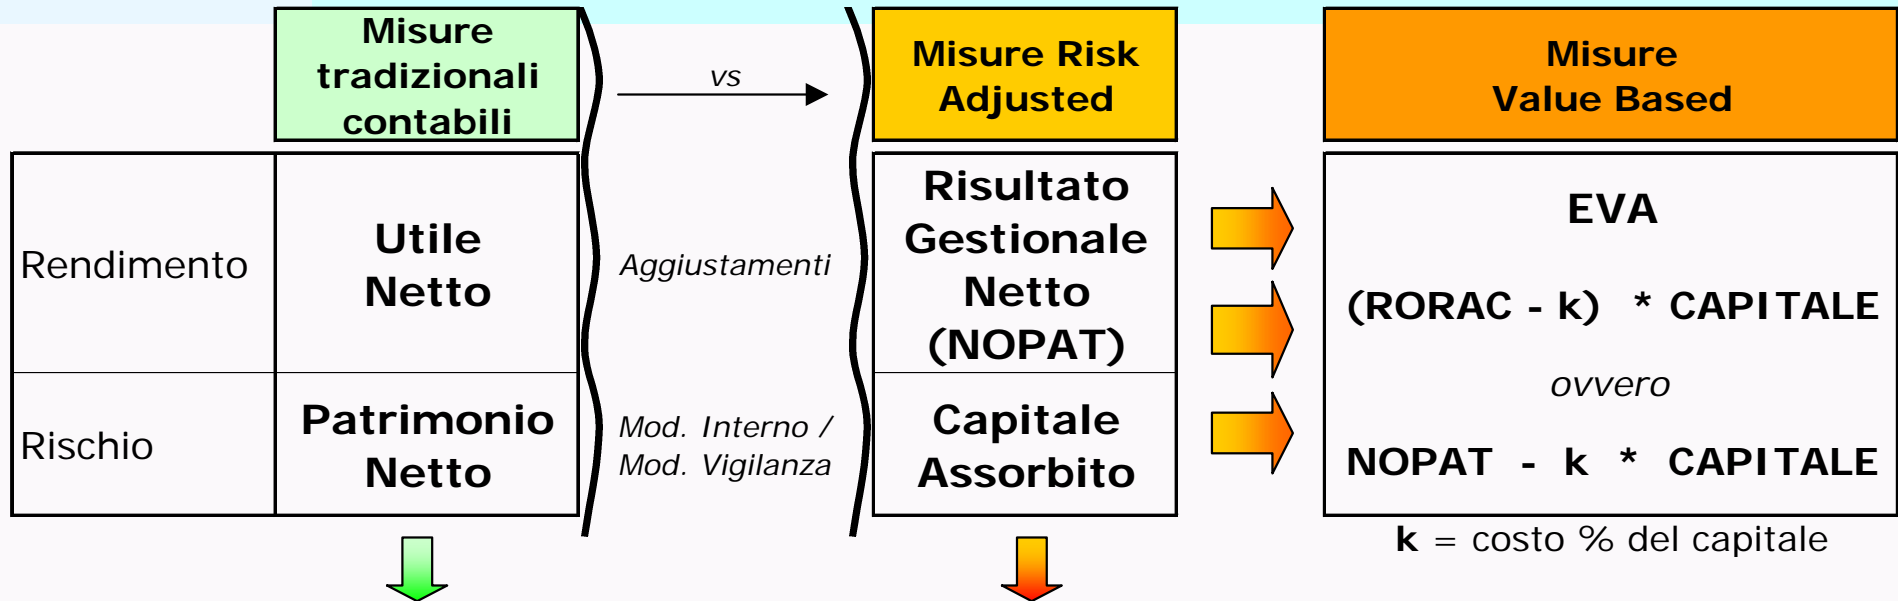 Misure
tradizionali
contabili
vs
Misure Risk
Adjusted
Misure
Value Based
Rendimento
Utile
Netto
Aggiustamenti
Risultato
Gestionale
Netto
(NOPAT)
EVA
(RORAC - k) * CAPITALE
ovvero
NOPAT - k * CAPITALE
Rischio
Patrimonio
Netto
Mod. Interno /
Mod. Vigilanza
Capitale
Assorbito
k = costo % del capitale